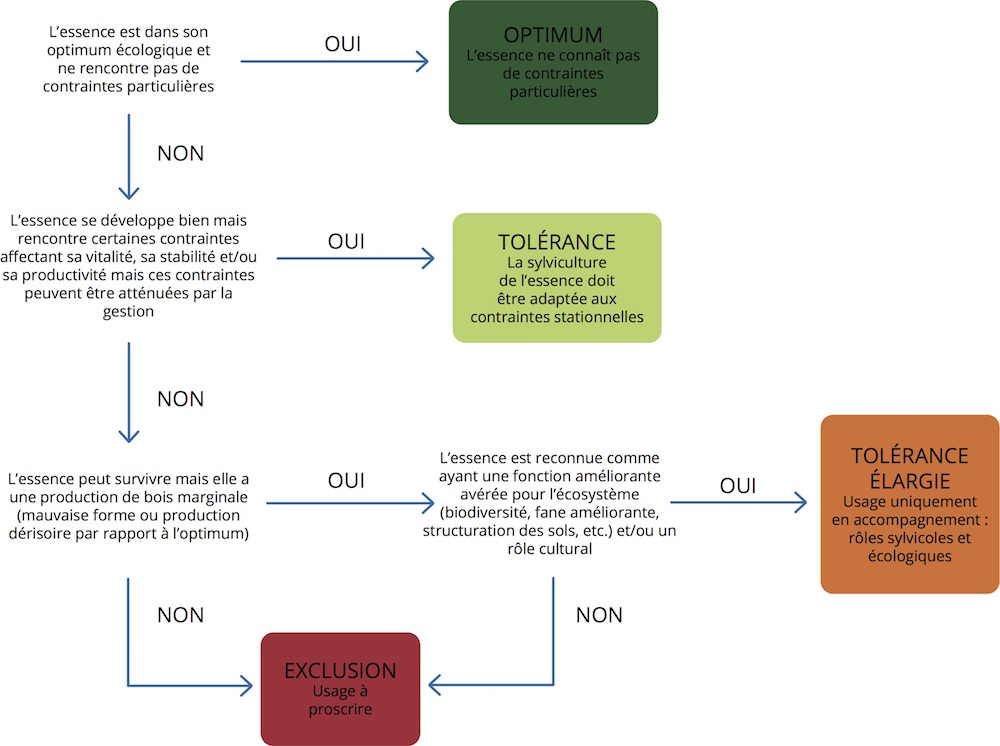 L’essence est dans son
optimum écologique et
ne rencontre pas de
contraintes particulières
OUI
OPTIMUM
L’essence ne connaît pas
de contraintes
particulières
NON
L’essence se développe bien mais
rencontre certaines contraintes
affectant sa vitalité, sa stabilité et/ou
sa productivité mais ces contraintes
peuvent être atténuées par la
gestion
OUI
TOLÉRANCE
La sylviculture
de l’essence doit
être adaptée aux
contraintes stationnelles
NON
L’essence peut survivre mais elle a
une production de bois marginale
(mauvaise forme ou production
dérisoire par rapport à l’optimum)
OUI
L’essence est reconnue comme
ayant une fonction améliorante
avérée pour l’écosystème
(biodiversité, fane améliorante,
structuration des sols, etc.) et/ou un
rôle cultural
OUI
TOLÉRANCE
ÉLARGIE
Usage uniquement
en accompagnement :
rôles sylvicoles et
écologiques
NON
NON
EXCLUSION
Usage à
proscrire